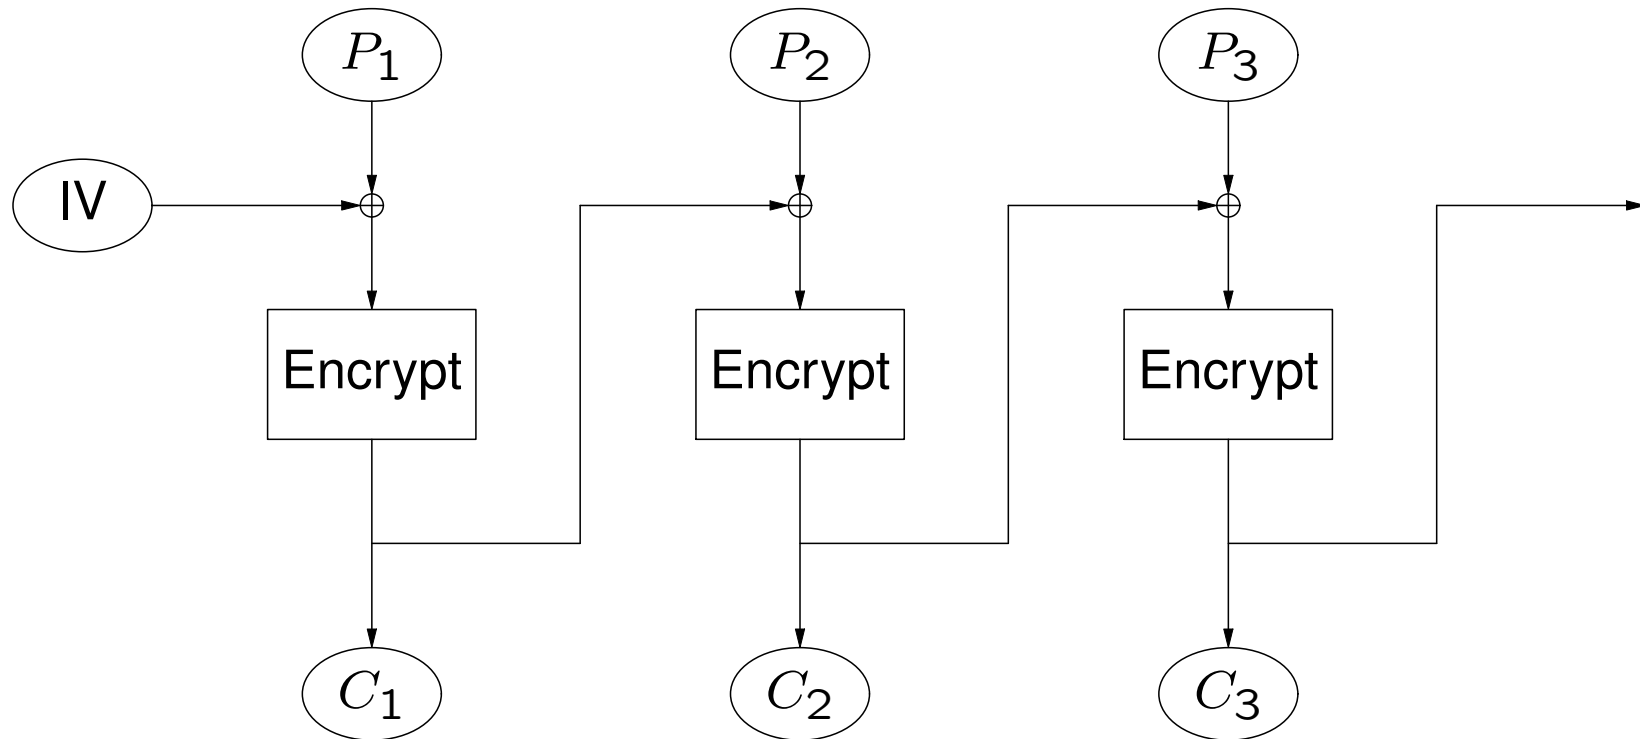 P₁ P₂ P₃
IV
Encrypt Encrypt Encrypt
C₁ C₂ C₃